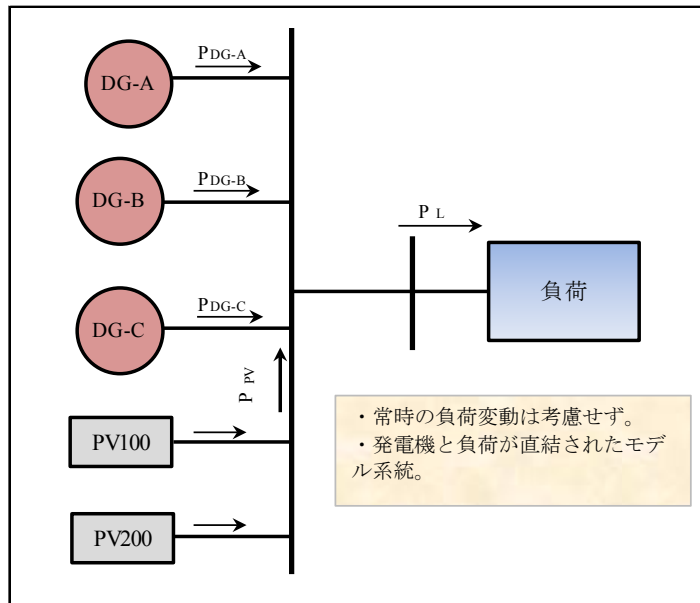 DG-A
PDG-A
DG-B
PDG-B
DG-C
PDG-C
P PV
PV100
PV200
P L
負荷
・常時の負荷変動は考慮せず。
・発電機と負荷が直結されたモデ
ル系統。